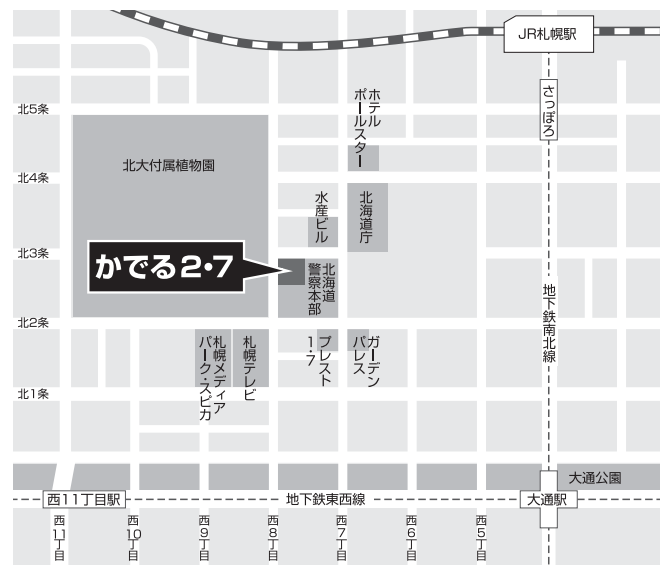 JR札幌駅
さっぽろ
北5条
ホテル
ポールスター
北大付属植物園
北4条
水産ビル
北海道庁
北3条
かでる2・7
北海道
警察本部
地下鉄南北線
北2条
札幌メディア
パーク・スピカ
札幌テレビ
プレスト
1・7
ガーデン
パレス
北1条
大通公園
西11丁目駅
地下鉄東西線
大通駅
西11丁目
西10丁目
西9丁目
西8丁目
西7丁目
西6丁目
西5丁目